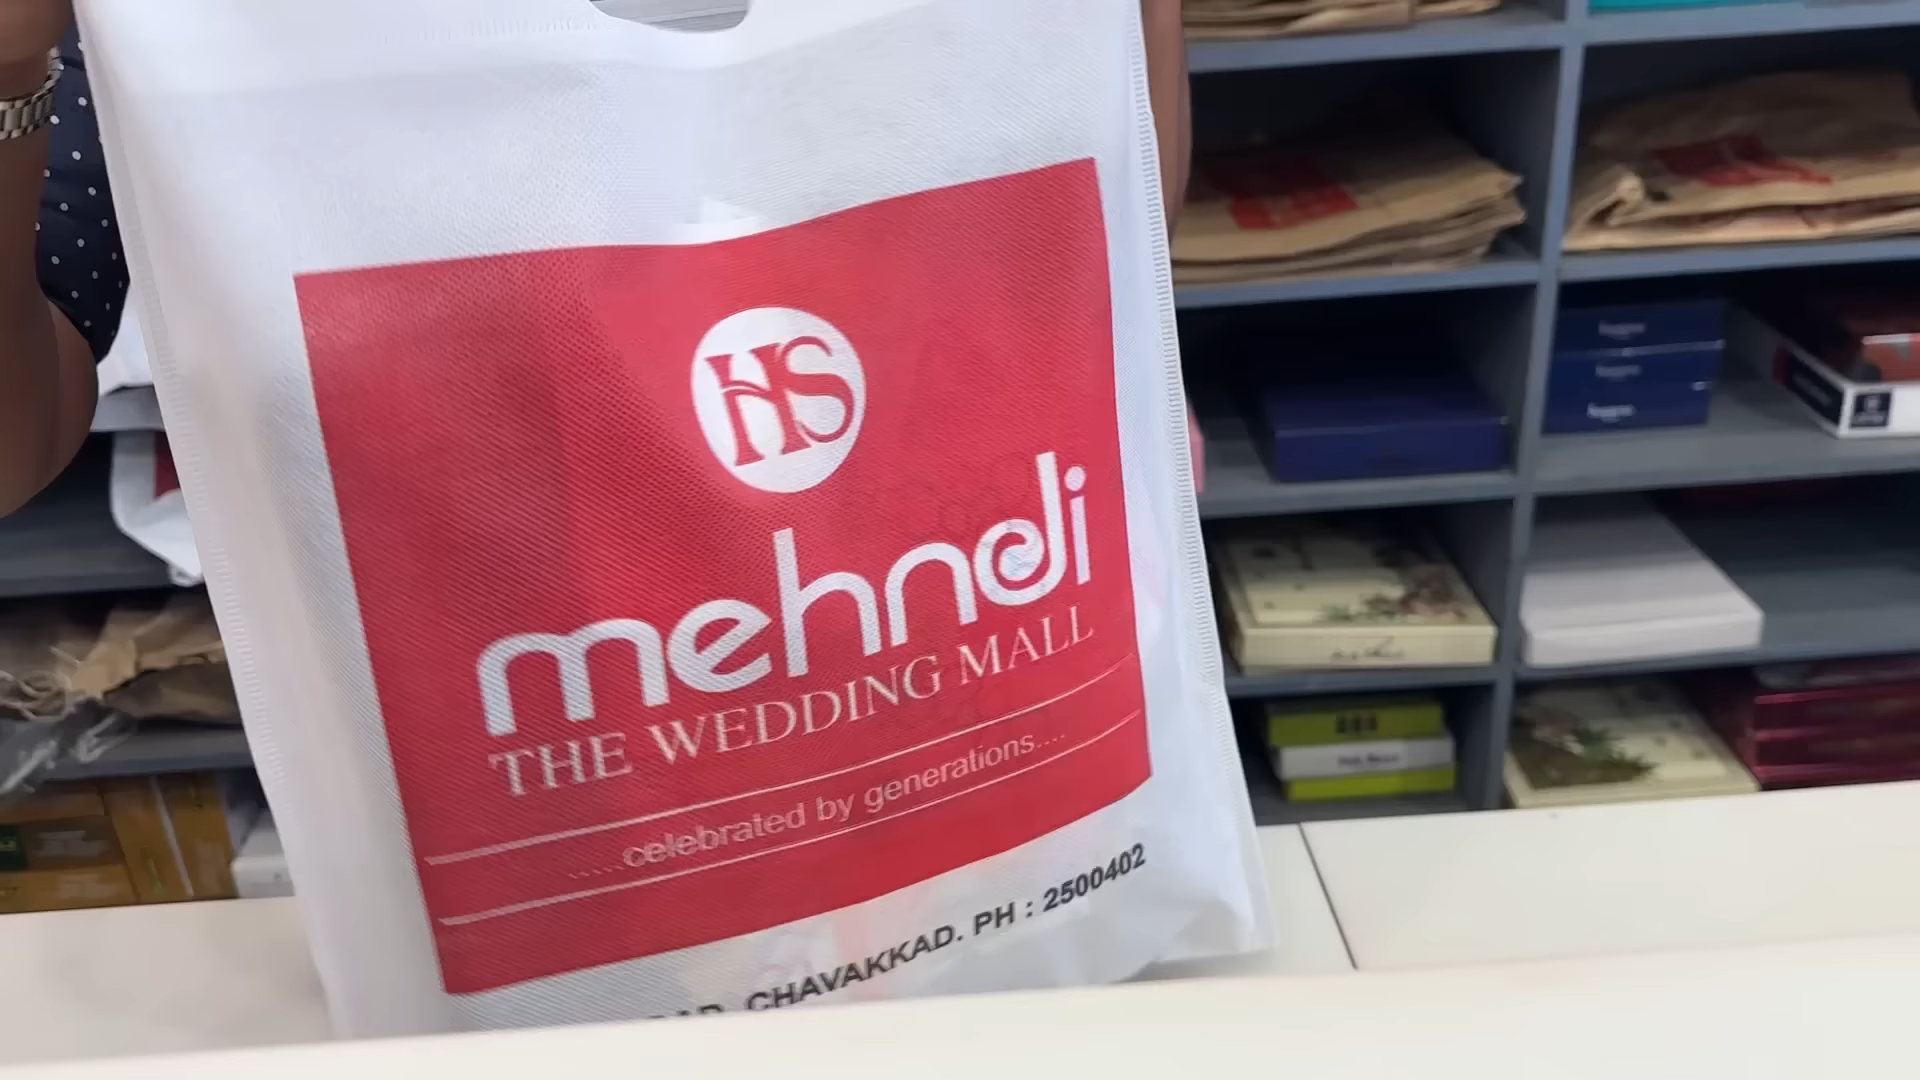 HS
mehndi
THE WEDDING MALL
.....celebrated by generations....
CHAVAKKAD. PH : 2500402